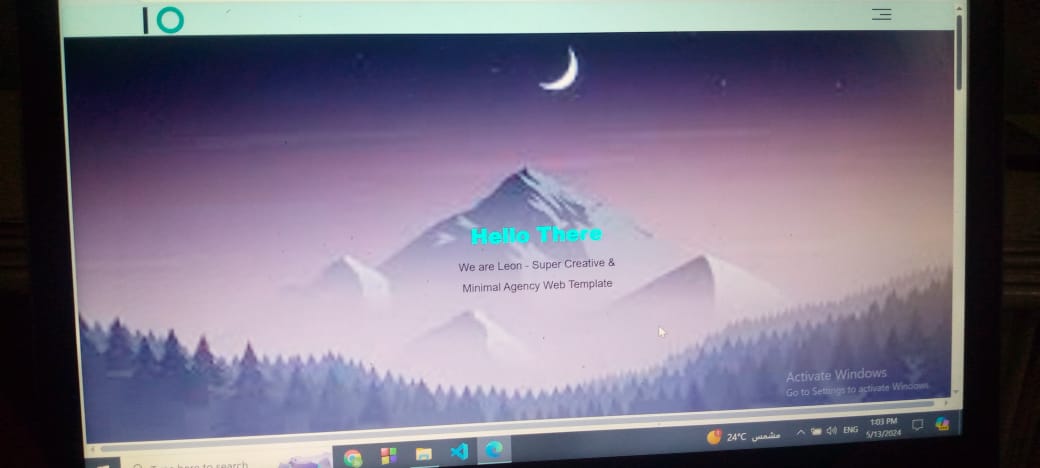 IO
Hello There
We are Leon - Super Creative &
Minimal Agency Web Template
Activate Windows
Go to Settings to activate Windows.
Type here to search
24°C مشمس
ENG
1:03 PM
5/13/2024